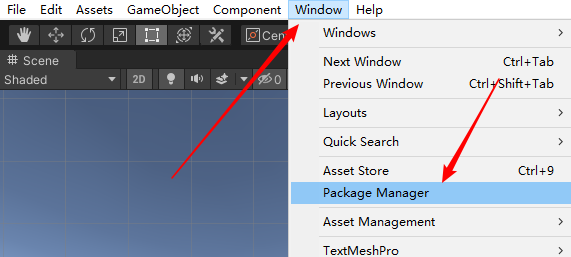 File Edit Assets GameObject Component Window Help
Cen
Scene
Shaded 2D 0
Windows
Next Window Ctrl+Tab
Previous Window Ctrl+Shift+Tab
Layouts
Quick Search
Asset Store Ctrl+9
Package Manager
Asset Management
TextMeshPro